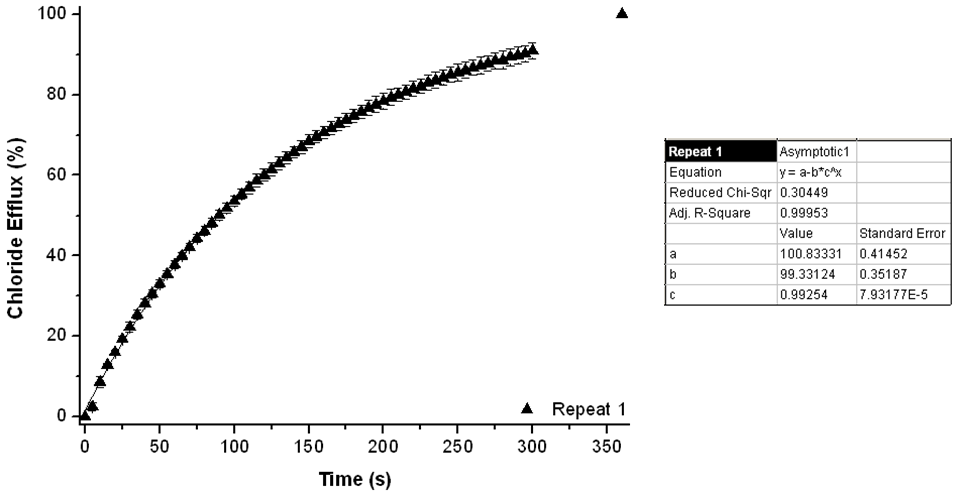 100
80
60
40
20
0
Chloride Efflux (%)
0 50 100 150 200 250 300 350
Time (s)
Repeat 1
Repeat 1 Asymptotic1
Equation y = a-b*c^x
Reduced Chi-Sqr 0.30449
Adj. R-Square 0.99953
Value Standard Error
a 100.83331 0.41452
b 99.33124 0.35187
c 0.99254 7.93177E-5